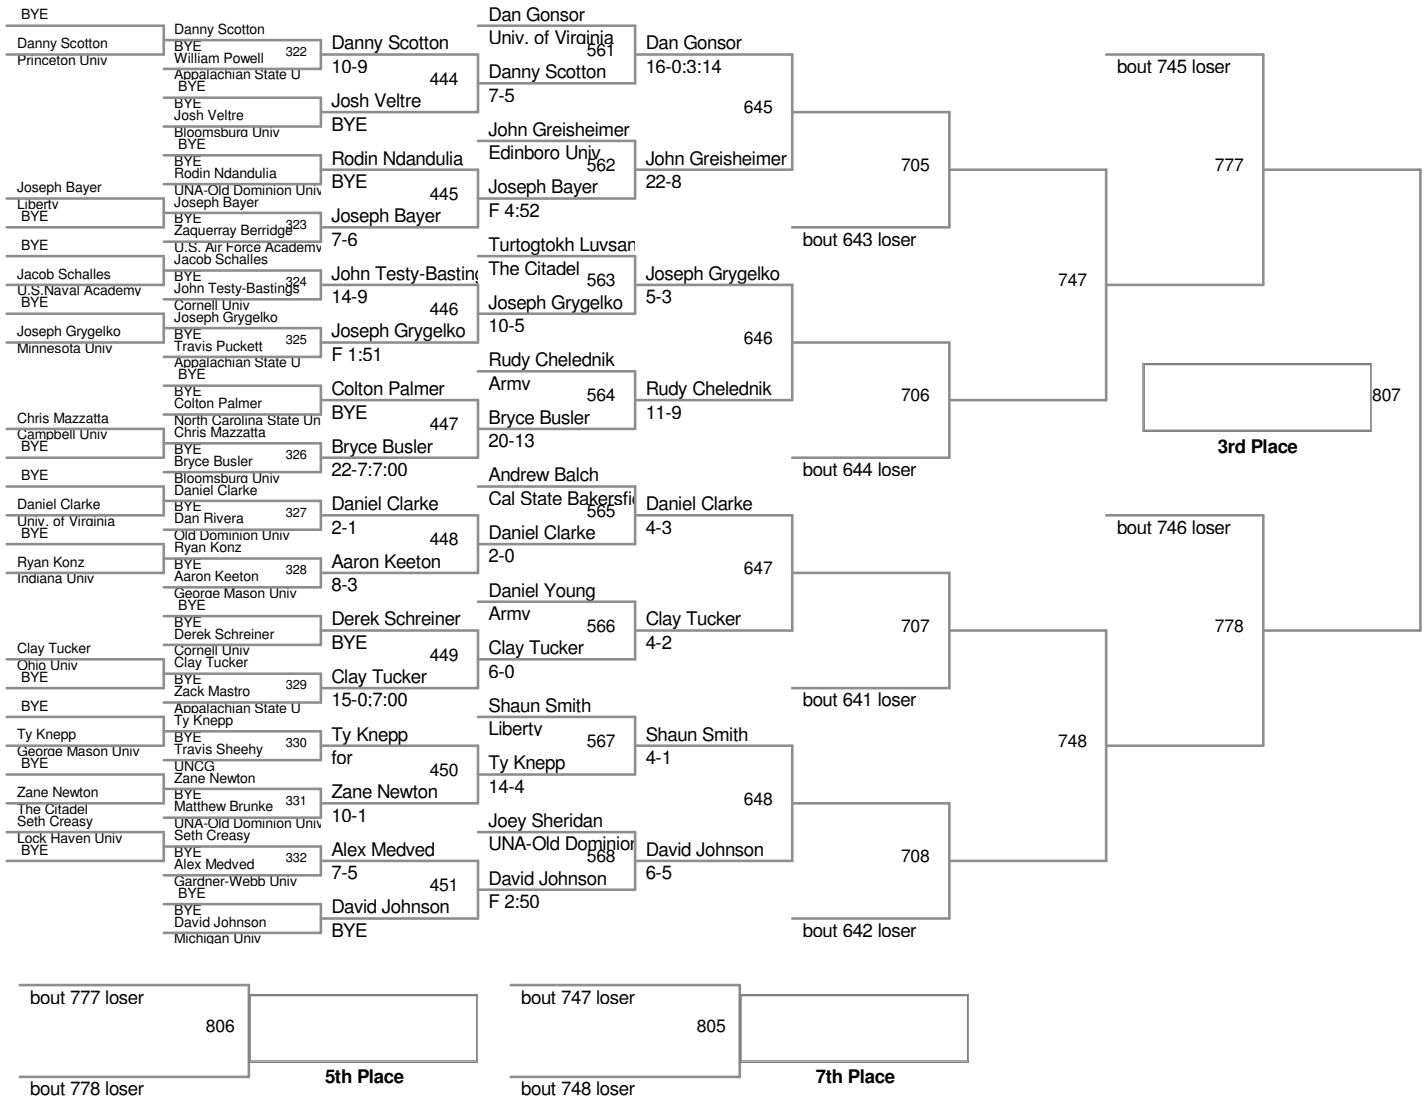 BYE
Danny Scotton
Princeton Univ
Joseph Bayer
Liberty
BYE
BYE
Jacob Schalles
U.S.Naval Academy
BYE
Joseph Grygelko
Minnesota Univ
Chris Mazzatta
Campbell Univ
BYE
BYE
Daniel Clarke
Univ. of Virginia
BYE
Ryan Konz
Indiana Univ
Clay Tucker
Ohio Univ
BYE
BYE
Ty Knepp
George Mason Univ
BYE
Zane Newton
The Citadel
Seth Creasy
Lock Haven Univ
BYE
Danny Scotton
BYE
William Powell
322
Appalachian State U
BYE
BYE
Josh Veltre
Bloomsburg Univ
BYE
BYE
Rodin Ndandulia
UNA-Old Dominion Univ
Joseph Bayer
BYE
Zaquerray Berridge
323
U.S. Air Force Academy
Jacob Schalles
BYE
John Testy-Bastings
324
Cornell Univ
Joseph Grygelko
BYE
Travis Puckett
325
Appalachian State U
BYE
BYE
Colton Palmer
North Carolina State Un
Chris Mazzatta
BYE
Bryce Busler
326
Bloomsburg Univ
Daniel Clarke
BYE
Dan Rivera
327
Old Dominion Univ
Ryan Konz
BYE
Aaron Keeton
328
George Mason Univ
BYE
BYE
Derek Schreiner
Cornell Univ
Clay Tucker
BYE
Zack Mastro
329
Appalachian State U
Ty Knepp
BYE
Travis Sheehy
330
UNCG
Zane Newton
BYE
Matthew Brunke
331
UNA-Old Dominion Univ
Seth Creasy
BYE
Alex Medved
332
Gardner-Webb Univ
BYE
BYE
David Johnson
Michigan Univ
Danny Scotton
10-9
444
Josh Veltre
BYE
Rodin Ndandulia
BYE
445
Joseph Bayer
7-6
John Testy-Basting
14-9
446
Joseph Grygelko
F 1:51
Colton Palmer
BYE
447
Bryce Busler
22-7:7:00
Daniel Clarke
2-1
448
Aaron Keeton
8-3
Derek Schreiner
BYE
449
Clay Tucker
15-0:7:00
Ty Knepp
for
450
Zane Newton
10-1
Alex Medved
7-5
451
David Johnson
BYE
Dan Gonsor
Univ. of Virginia
561
Danny Scotton
7-5
John Greisheimer
Edinboro Univ
562
Joseph Bayer
F 4:52
Turtogtokh Luvsan
The Citadel
563
Joseph Grygelko
10-5
Rudy Chelednik
Army
564
Bryce Busler
20-13
Andrew Balch
Cal State Bakersfie
565
Daniel Clarke
2-0
Daniel Young
Army
566
Clay Tucker
6-0
Shaun Smith
Liberty
567
Ty Knepp
14-4
Joey Sheridan
UNA-Old Dominion
568
David Johnson
F 2:50
Dan Gonsor
16-0:3:14
645
John Greisheimer
22-8
Joseph Grygelko
5-3
646
Rudy Chelednik
11-9
Daniel Clarke
4-3
647
Clay Tucker
4-2
Shaun Smith
4-1
648
David Johnson
6-5
705
bout 643 loser
706
bout 644 loser
707
bout 641 loser
708
bout 642 loser
747
748
bout 745 loser
777
bout 746 loser
778
807
3rd Place
bout 777 loser
806
bout 778 loser
5th Place
bout 747 loser
805
bout 748 loser
7th Place